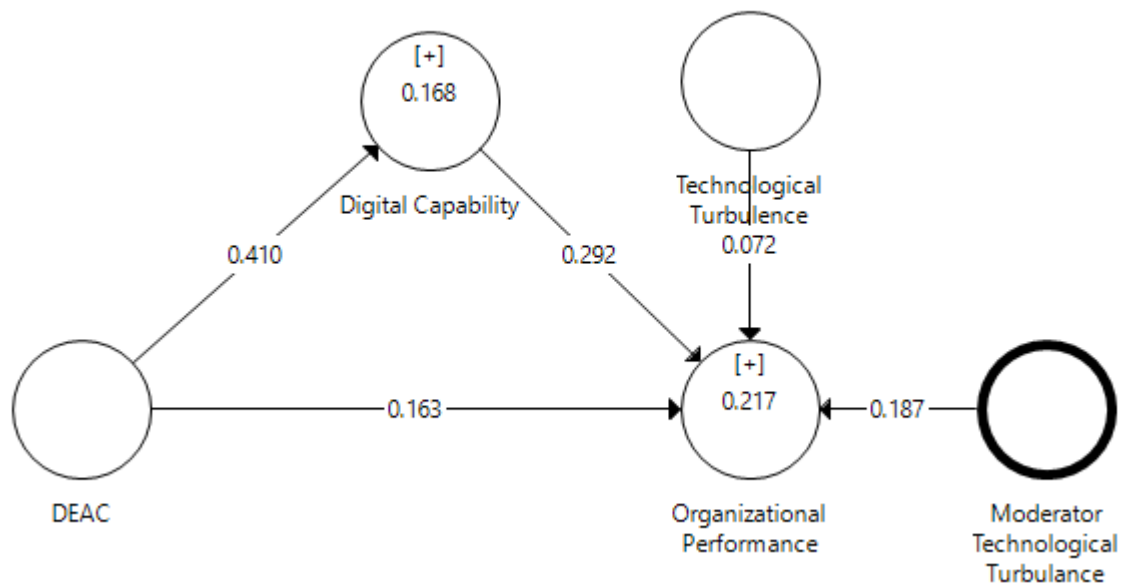 [+]
0.168
Digital Capability
Technological
Turbulence
0.072
0.410
0.292
[+]
0.217
0.163
0.187
DEAC
Organizational
Performance
Moderator
Technological
Turbulance